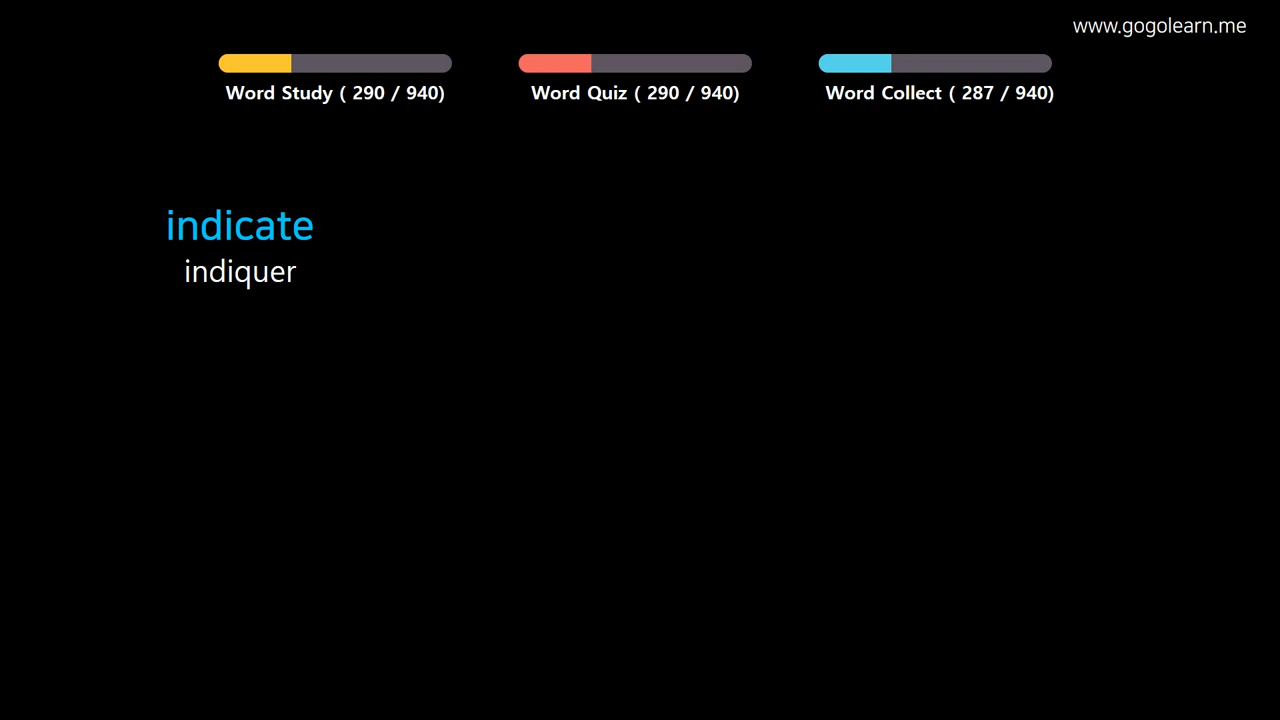 www.gogolearn.me
Word Study ( 290 / 940)
Word Quiz ( 290 / 940)
Word Collect ( 287 / 940)
indicate
indiquer